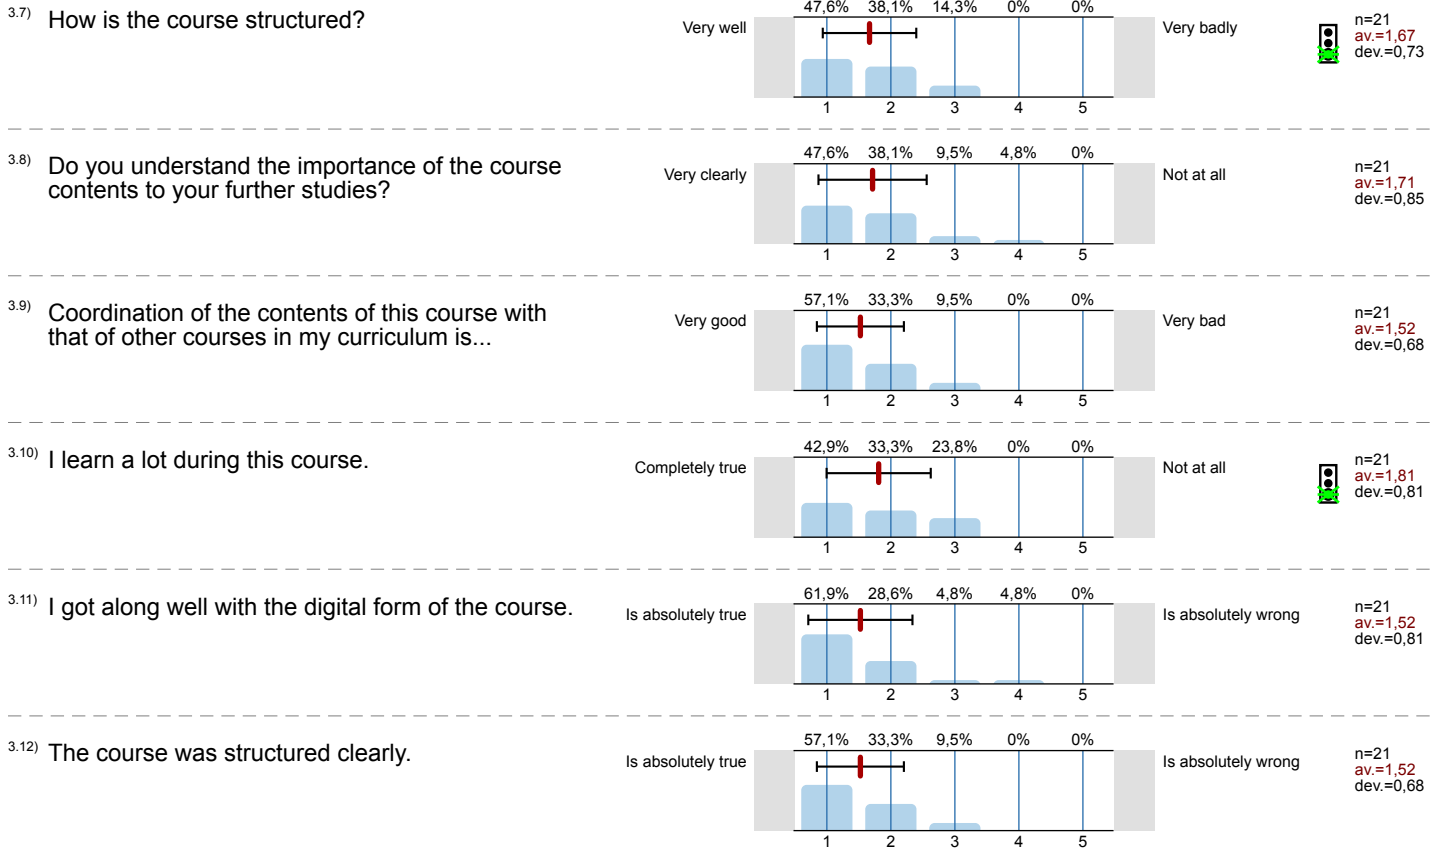 3.7) How is the course structured?
47,6% 38,1% 14,3% 0% 0%
Very well Very badly
n=21
av.=1,67
dev.=0,73
1 2 3 4 5
3.8) Do you understand the importance of the course
contents to your further studies?
47,6% 38,1% 9,5% 4,8% 0%
Very clearly Not at all
n=21
av.=1,71
dev.=0,85
1 2 3 4 5
3.9) Coordination of the contents of this course with
that of other courses in my curriculum is...
57,1% 33,3% 9,5% 0% 0%
Very good Very bad
n=21
av.=1,52
dev.=0,68
1 2 3 4 5
3.10) I learn a lot during this course.
42,9% 33,3% 23,8% 0% 0%
Completely true Not at all
n=21
av.=1,81
dev.=0,81
1 2 3 4 5
3.11) I got along well with the digital form of the course.
61,9% 28,6% 4,8% 4,8% 0%
Is absolutely true Is absolutely wrong
n=21
av.=1,52
dev.=0,81
1 2 3 4 5
3.12) The course was structured clearly.
57,1% 33,3% 9,5% 0% 0%
Is absolutely true Is absolutely wrong
n=21
av.=1,52
dev.=0,68
1 2 3 4 5